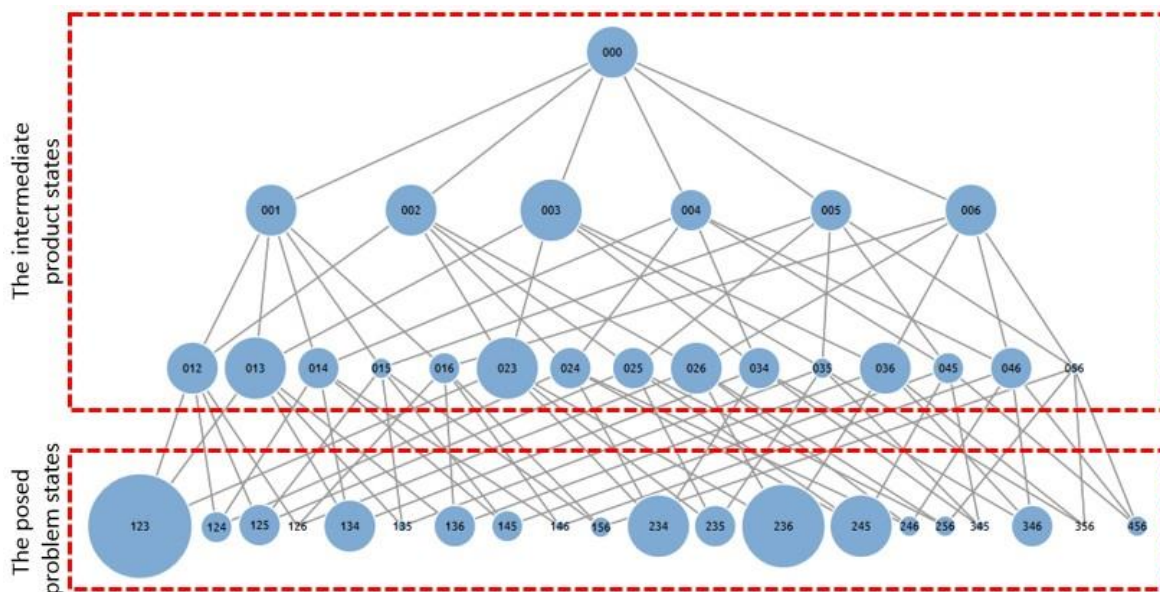 The intermediate
product states
000
001 002 003 004 005 006
012 013 014 015 016 023 024 025 026 034 035 036 045 046 056
The posed
problem states
123 124 125 126 134 135 136 145 146 156 234 235 236 245 246 256 345 346 356 456